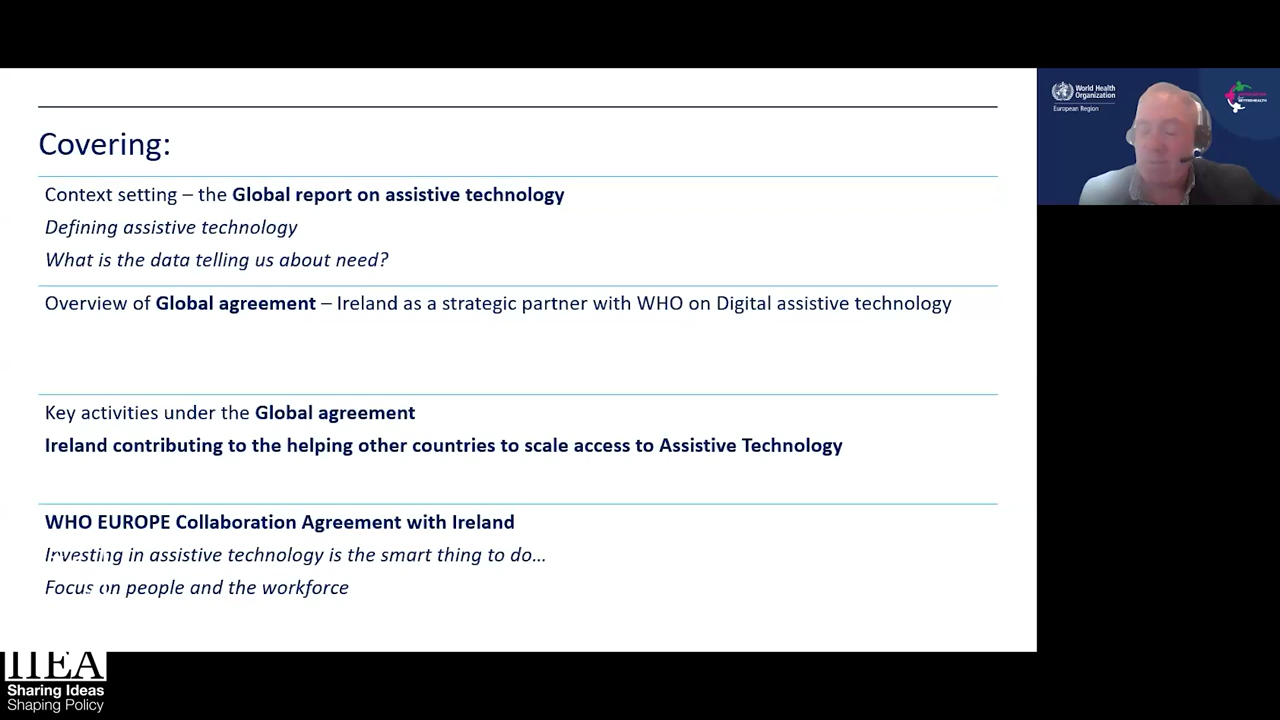 Covering:
Context setting – the Global report on assistive technology
Defining assistive technology
What is the data telling us about need?
Overview of Global agreement – Ireland as a strategic partner with WHO on Digital assistive technology
Key activities under the Global agreement
Ireland contributing to the helping other countries to scale access to Assistive Technology
WHO EUROPE Collaboration Agreement with Ireland
Investing in assistive technology is the smart thing to do...
Focus on people and the workforce
World Health
Organization
European Region
IIEA
Sharing Ideas
Shaping Policy